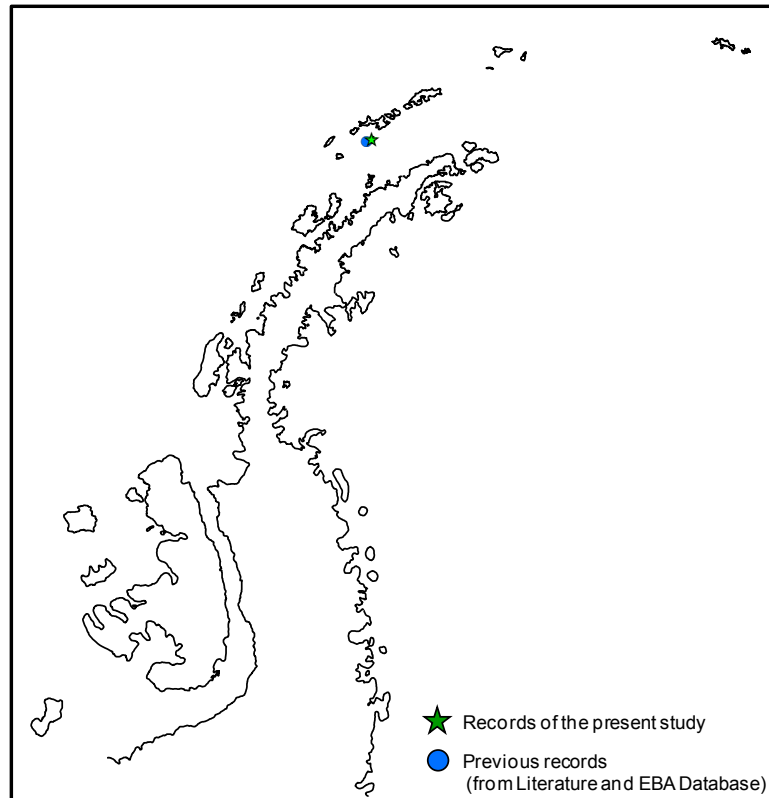 Records of the present study
Previous records
(from Literature and EBA Database)